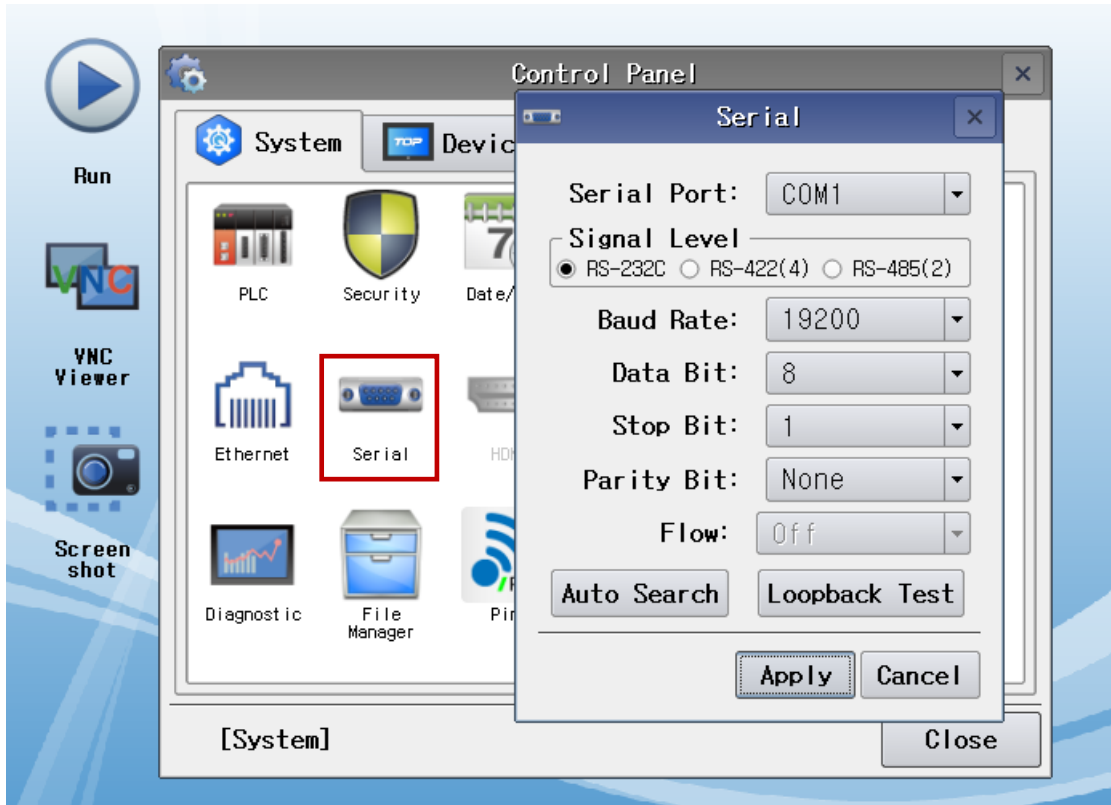 Run
VNC
VNC
Viewer
Screen
shot
Control Panel
System
TOP
Devic
PLC
Security
7
Date/
Ethernet
Serial
Diagnostic
File
Manager
Pin
[System]
Close
Serial
Serial Port: COM1
Signal Level
RS-232C RS-422(4) RS-485(2)
Baud Rate: 19200
Data Bit: 8
Stop Bit: 1
Parity Bit: None
Flow: Off
Auto Search Loopback Test
Apply Cancel